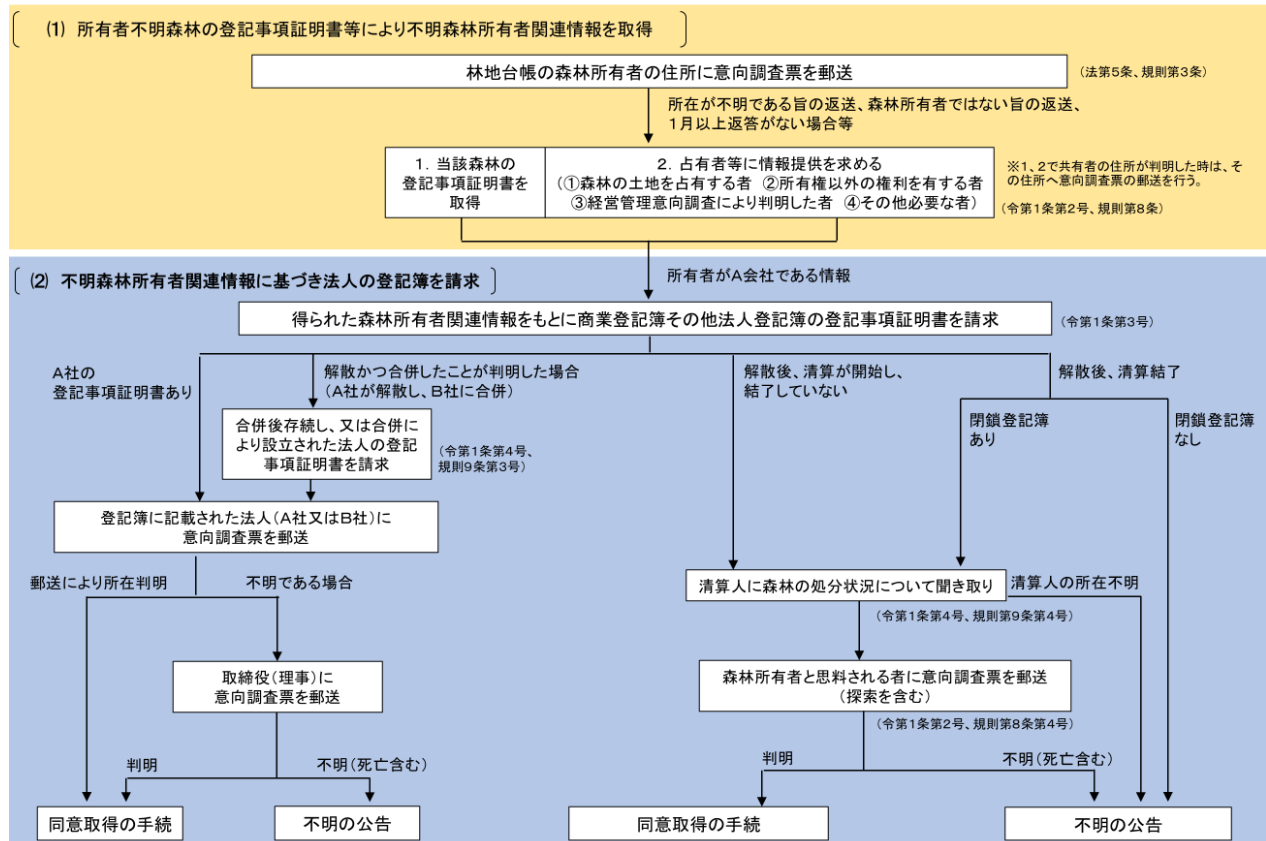 (1) 所有者不明森林の登記事項証明書等により不明森林所有者関連情報を取得
林地台帳の森林所有者の住所に意向調査票を郵送
(法第5条、規則第3条)
所在が不明である旨の返送、森林所有者ではない旨の返送、
1月以上返答がない場合等
1. 当該森林の
登記事項証明書を
取得
2. 占有者等に情報提供を求める
(①森林の土地を占有する者 ②所有権以外の権利を有する者
③経営管理意向調査により判明した者 ④その他必要な者)
※1、2で共有者の住所が判明した時は、そ
の住所へ意向調査票の郵送を行う。
(令第1条第2号、規則第8条)
(2) 不明森林所有者関連情報に基づき法人の登記簿を請求
所有者がA会社である情報
得られた森林所有者関連情報をもとに商業登記簿その他法人登記簿の登記事項証明書を請求
(令第1条第3号)
A社の
登記事項証明書あり
解散かつ合併したことが判明した場合
(A社が解散し、B社に合併)
解散後、清算が開始し、
結了していない
解散後、清算結了
合併後存続し、又は合併
により設立された法人の登記
事項証明書を請求
(令第1条第4号、
規則9条第3号)
閉鎖登記簿
あり
閉鎖登記簿
なし
登記簿に記載された法人(A社又はB社)に
意向調査票を郵送
郵送により所在判明
不明である場合
清算人に森林の処分状況について聞き取り
清算人の所在不明
(令第1条第4号、規則第9条第4号)
取締役(理事)に
意向調査票を郵送
森林所有者と思料される者に意向調査票を郵送
(探索を含む)
(令第1条第2号、規則第8条第4号)
判明
不明(死亡含む)
判明
不明(死亡含む)
同意取得の手続
不明の公告
同意取得の手続
不明の公告